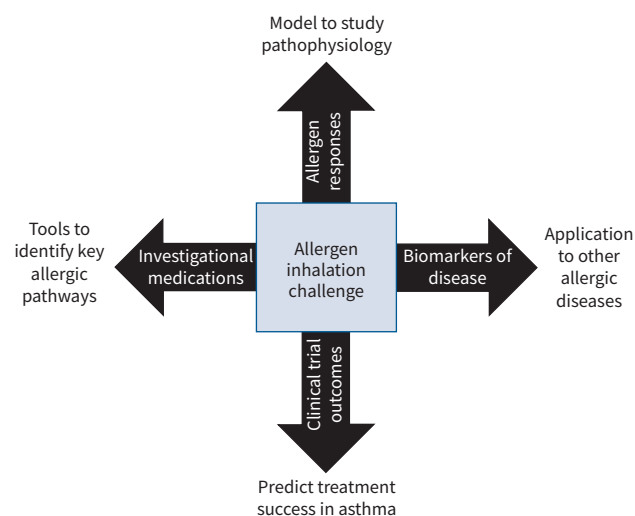 Model to study
pathophysiology
Allergen
responses
Tools to
identify key
allergic
pathways
Investigational
medications
Allergen
inhalation
challenge
Biomarkers of
disease
Application
to other
allergic
diseases
Clinical trial
outcomes
Predict treatment
success in asthma